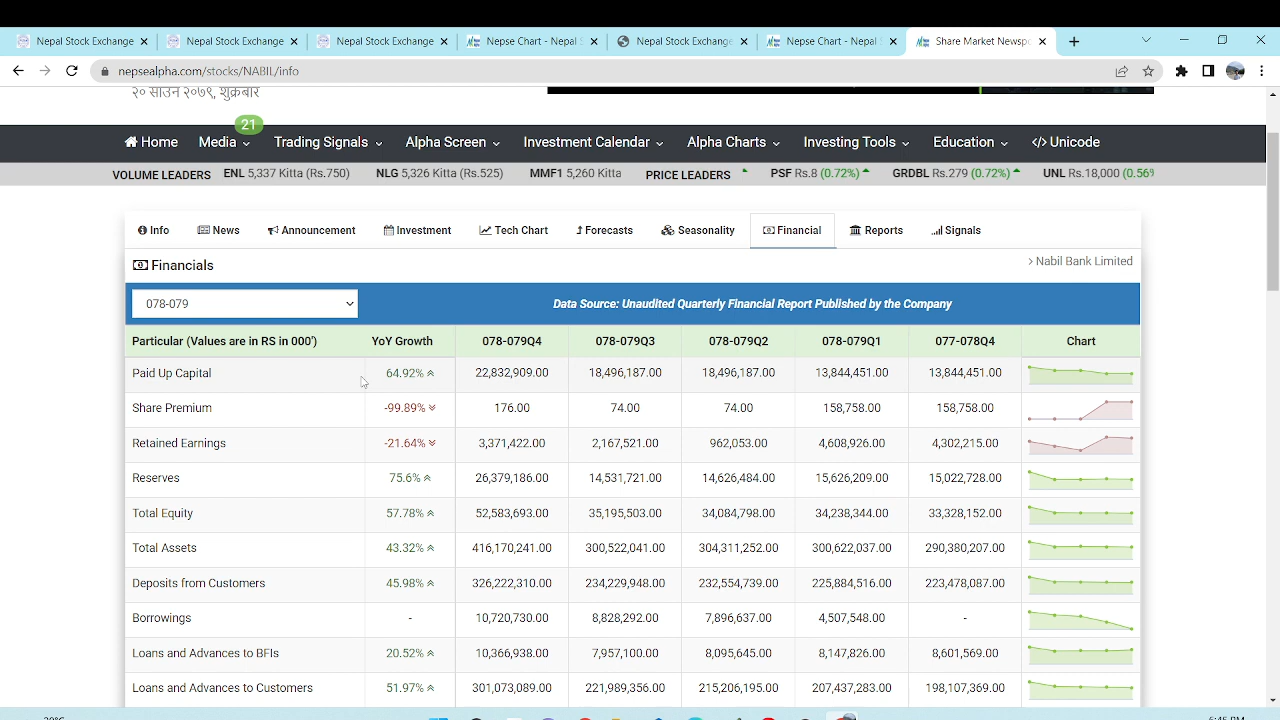 Nepal Stock Exchange Nepal Stock Exchange Nepal Stock Exchange Nepse Chart - Nepal S Nepal Stock Exchange Nepse Chart - Nepal S Share Market Newspo
nepsealpha.com/stocks/NABIL/info
२० साउन २०७९, शुक्रबार
21
Home Media Trading Signals Alpha Screen Investment Calendar Alpha Charts Investing Tools Education </> Unicode
VOLUME LEADERS ENL 5,337 Kitta (Rs.750) NLG 5,326 Kitta (Rs.525) MMF1 5,260 Kitta PRICE LEADERS PSF Rs.8 (0.72%) GRDBL Rs.279 (0.72%) UNL Rs.18,000 (0.56%
Info News Announcement Investment Tech Chart Forecasts Seasonality Financial Reports Signals
Financials > Nabil Bank Limited
078-079 Data Source: Unaudited Quarterly Financial Report Published by the Company
Particular (Values are in RS in 000') YoY Growth 078-079Q4 078-079Q3 078-079Q2 078-079Q1 077-078Q4 Chart
Paid Up Capital 64.92% 22,832,909.00 18,496,187.00 18,496,187.00 13,844,451.00 13,844,451.00
Share Premium -99.89% 176.00 74.00 74.00 158,758.00 158,758.00
Retained Earnings -21.64% 3,371,422.00 2,167,521.00 962,053.00 4,608,926.00 4,302,215.00
Reserves 75.6% 26,379,186.00 14,531,721.00 14,626,484.00 15,626,209.00 15,022,728.00
Total Equity 57.78% 52,583,693.00 35,195,503.00 34,084,798.00 34,238,344.00 33,328,152.00
Total Assets 43.32% 416,170,241.00 300,522,041.00 304,311,252.00 300,622,037.00 290,380,207.00
Deposits from Customers 45.98% 326,222,310.00 234,229,948.00 232,554,739.00 225,884,516.00 223,478,087.00
Borrowings - 10,720,730.00 8,828,292.00 7,896,637.00 4,507,548.00 -
Loans and Advances to BFIs 20.52% 10,366,938.00 7,957,100.00 8,095,645.00 8,147,826.00 8,601,569.00
Loans and Advances to Customers 51.97% 301,073,089.00 221,989,356.00 215,206,195.00 207,437,283.00 198,107,369.00